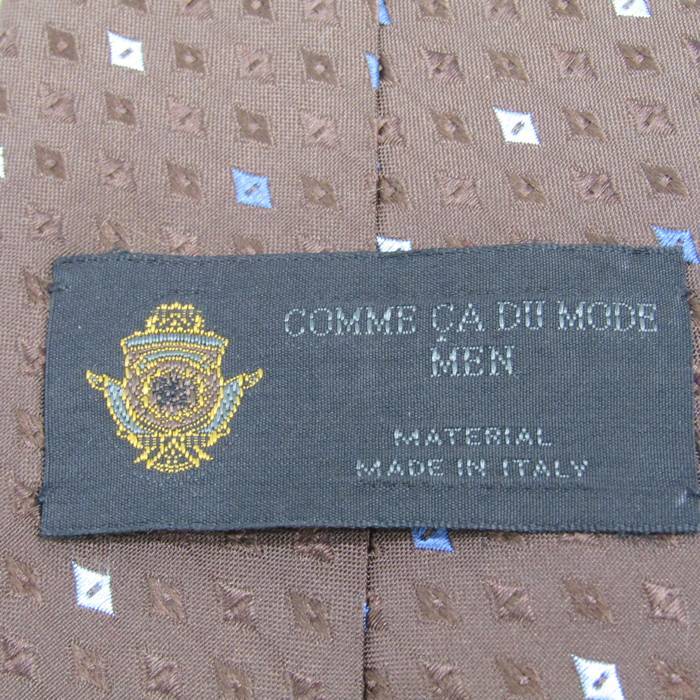 COMME ÇA DU MODE
MEN
MATERIAL
MADE IN ITALY